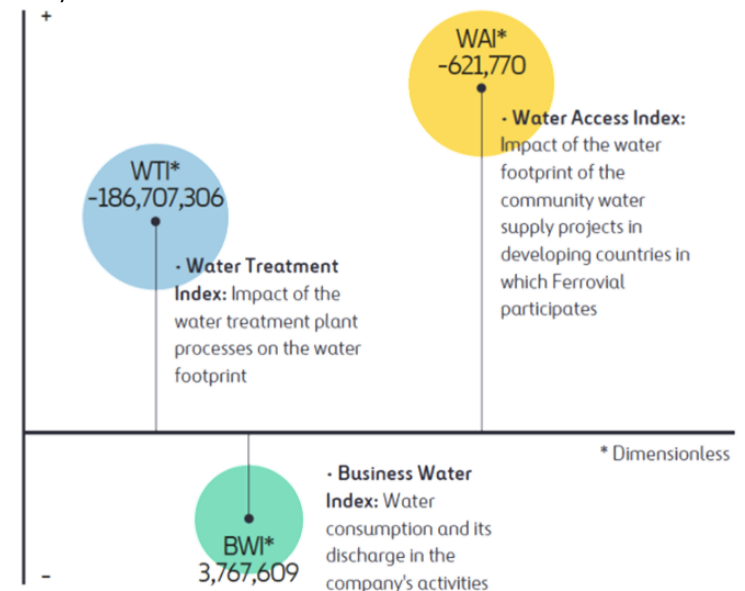 +
WAI*
-621,770
· Water Access Index:
Impact of the water
footprint of the
community water
supply projects in
developing countries in
which Ferrovial
participates
WTI*
-186,707,306
· Water Treatment
Index: Impact of the
water treatment plant
processes on the water
footprint
* Dimensionless
· Business Water
Index: Water
consumption and its
discharge in the
company's activities
BWI*
3,767,609
-